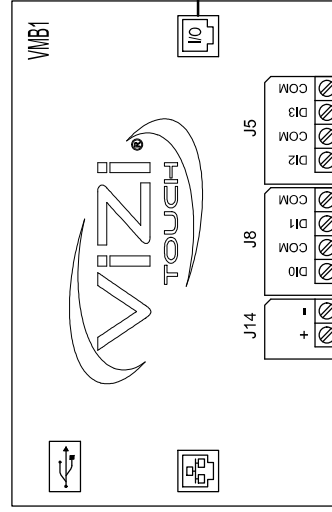 VMB1
I/O
ViZi®
TOUCH
J5
COM
DI3
COM
DI2
J8
COM
DI1
COM
DI0
J14
-
+